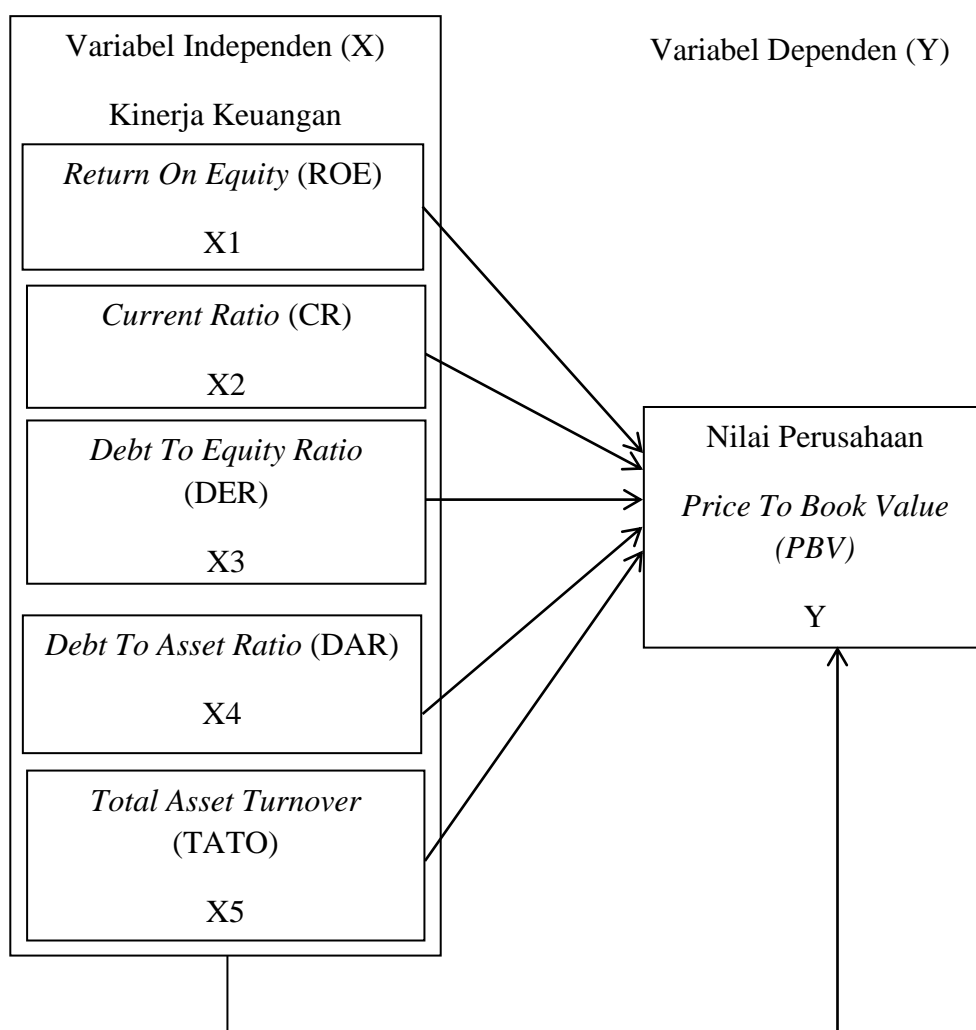 Variabel Independen (X)
Variabel Dependen (Y)
Kinerja Keuangan
Return On Equity (ROE)
X1
Current Ratio (CR)
X2
Debt To Equity Ratio
(DER)
X3
Debt To Asset Ratio (DAR)
X4
Total Asset Turnover
(TATO)
X5
Nilai Perusahaan
Price To Book Value
(PBV)
Y